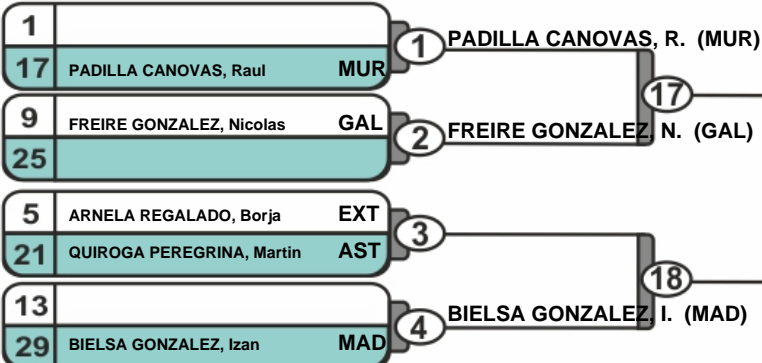 1
17 PADILLA CANOVAS, Raul MUR
1
PADILLA CANOVAS, R. (MUR)
17
9 FREIRE GONZALEZ, Nicolas GAL
25
2
FREIRE GONZALEZ, N. (GAL)
5 ARNELA REGALADO, Borja EXT
21 QUIROGA PEREGRINA, Martin AST
3
18
13
29 BIELSA GONZALEZ, Izan MAD
4
BIELSA GONZALEZ, I. (MAD)